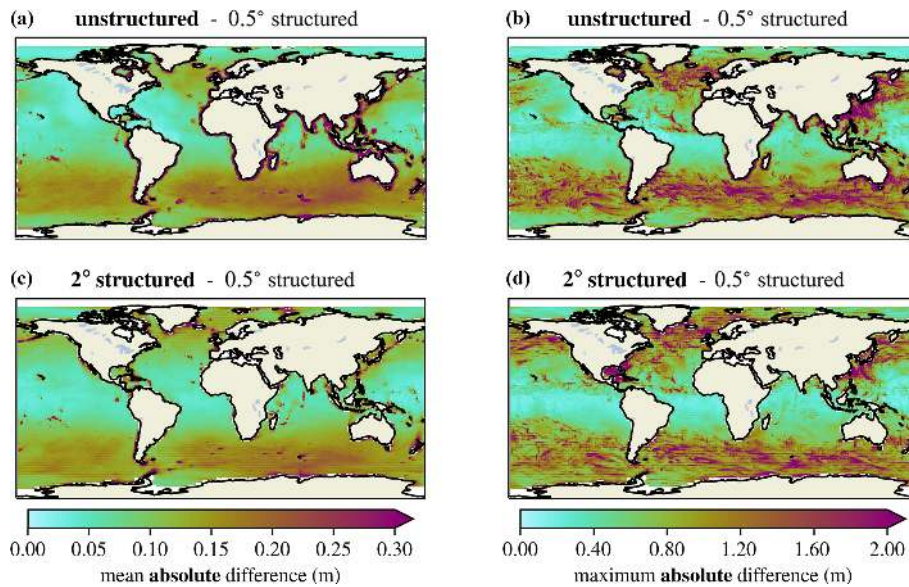 (a) unstructured - 0.5° structured
(b) unstructured - 0.5° structured
(c) 2° structured - 0.5° structured
(d) 2° structured - 0.5° structured
0.00 0.05 0.10 0.15 0.20 0.25 0.30
mean absolute difference (m)
0.00 0.40 0.80 1.20 1.60 2.00
maximum absolute difference (m)